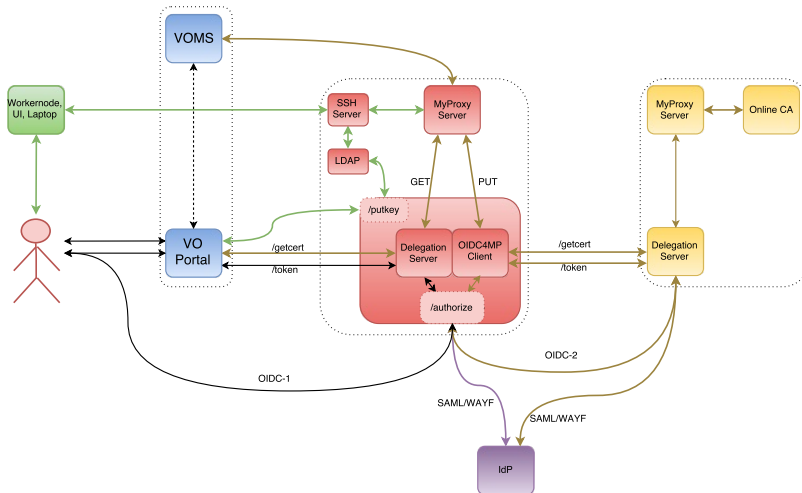 VOMS
Workernode,
UI, Laptop
SSH
Server
MyProxy
Server
MyProxy
Server
Online CA
LDAP
GET
PUT
/putkey
VO
Portal
/getcert
/token
Delegation
Server
OIDC4MP
Client
/getcert
/token
Delegation
Server
/authorize
OIDC-1
OIDC-2
SAML/WAYF
SAML/WAYF
IdP